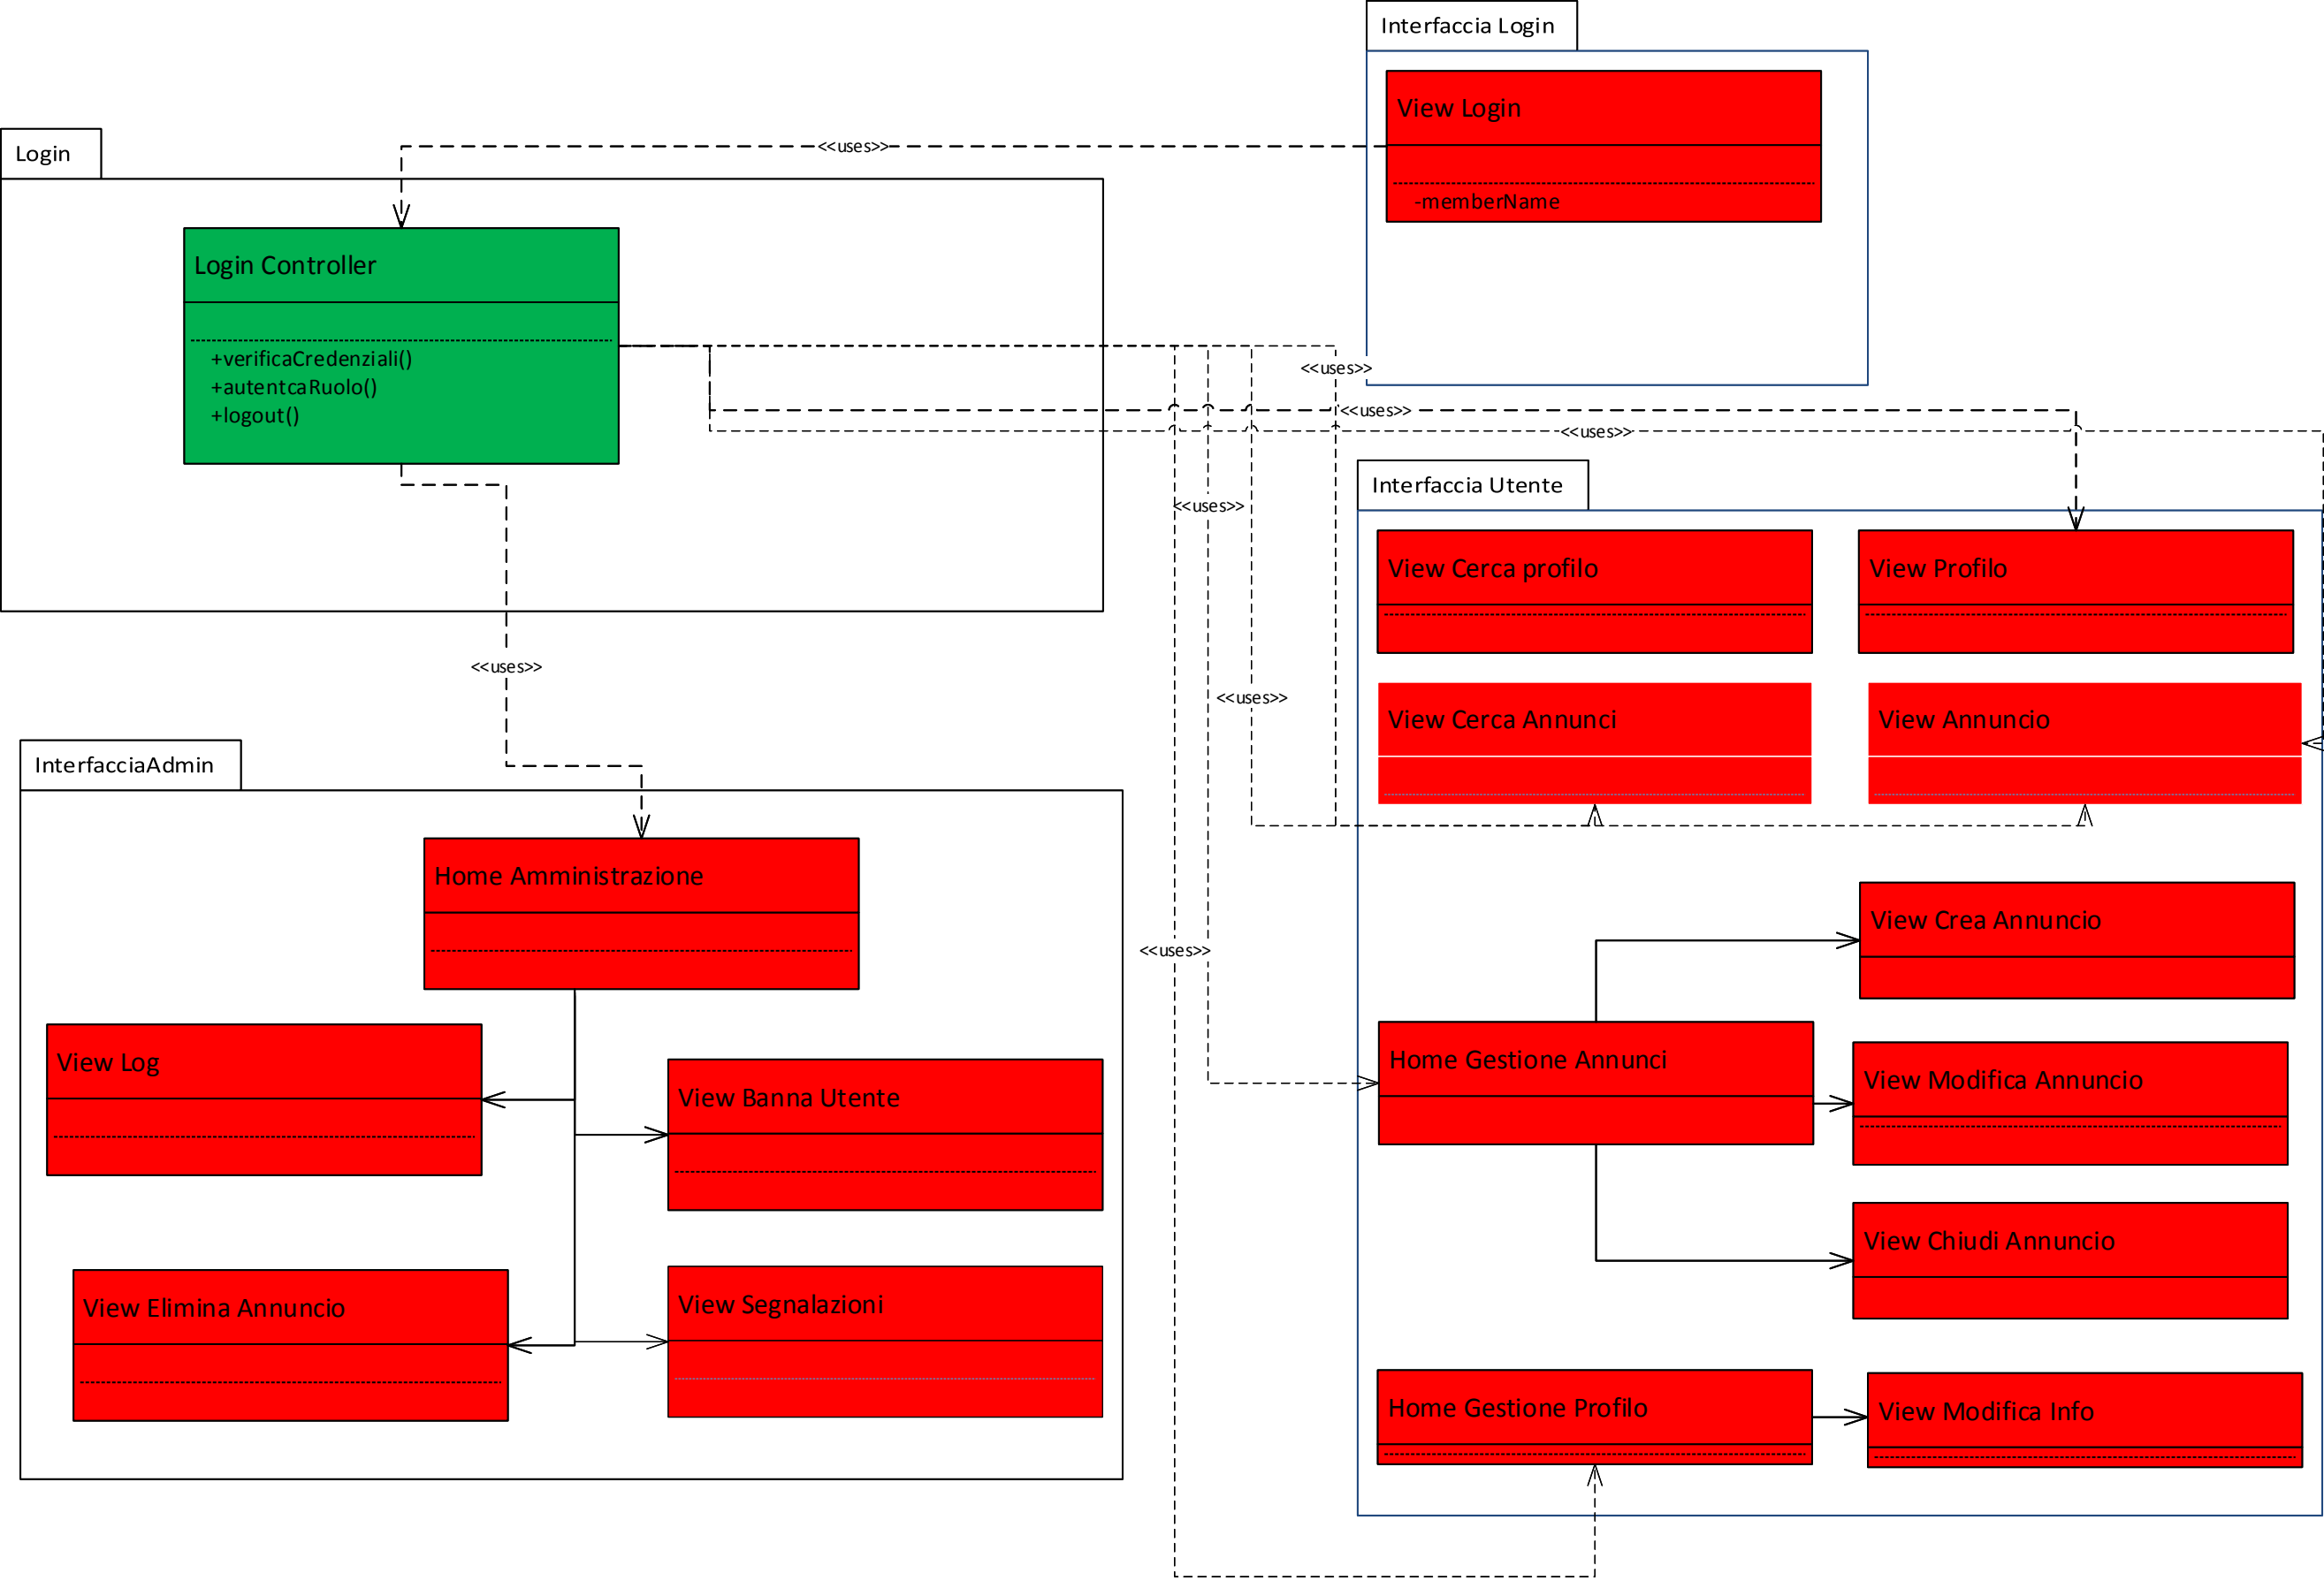 Interfaccia Login
View Login
-memberName
<<uses>>
Login
Login Controller
+verificaCredenziali()
+autentcaRuolo()
+logout()
<<uses>>
<<uses>>
<<uses>>
<<uses>>
<<uses>>
<<uses>>
<<uses>>
Interfaccia Utente
View Cerca profilo
View Profilo
View Cerca Annunci
View Annuncio
View Crea Annuncio
Home Gestione Annunci
View Modifica Annuncio
View Chiudi Annuncio
Home Gestione Profilo
View Modifica Info
InterfacciaAdmin
Home Amministrazione
View Log
View Banna Utente
View Elimina Annuncio
View Segnalazioni